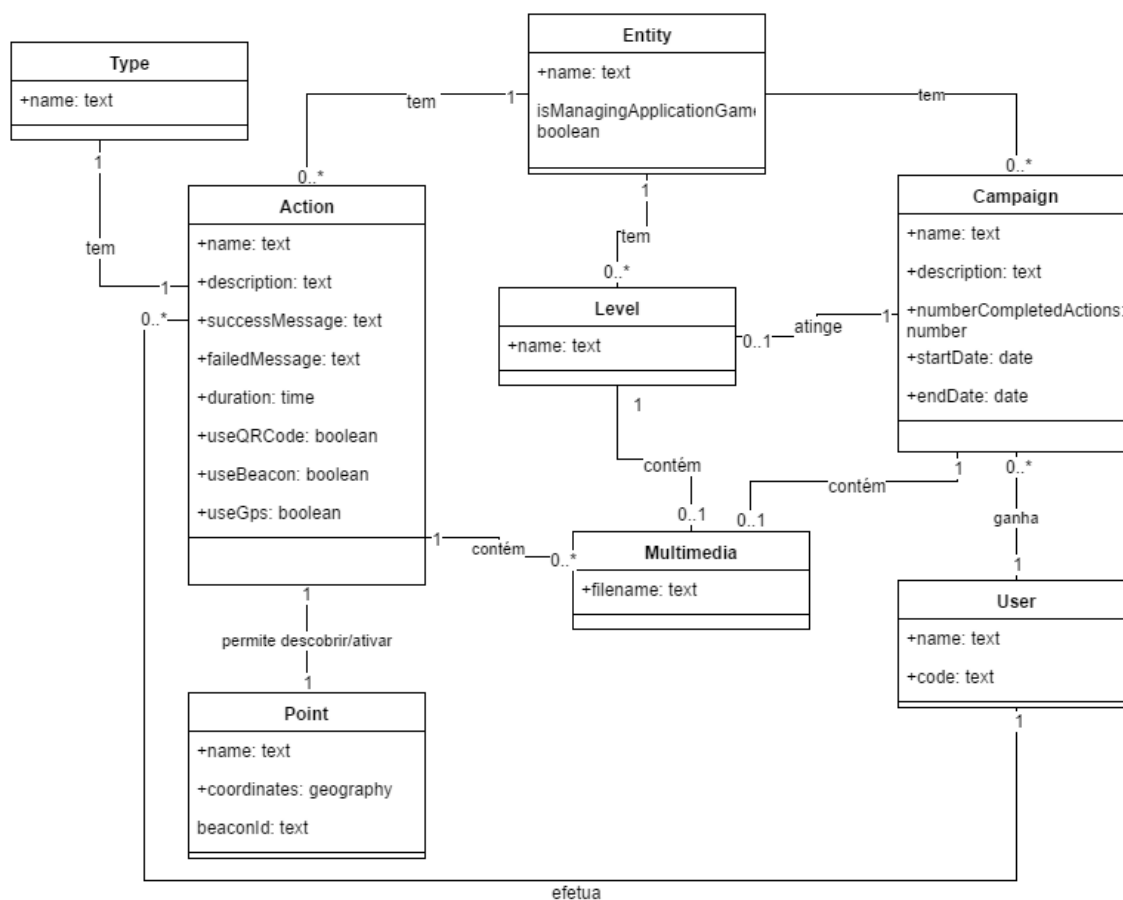 Entity
+name: text
isManagingApplicationGame
boolean
Type
+name: text
tem
1
1
tem
0..*
0..*
1
1
tem
0..*
tem
1
0..*
1
Action
+name: text
+description: text
+successMessage: text
+failedMessage: text
+duration: time
+useQRCode: boolean
+useBeacon: boolean
+useGps: boolean
Campaign
+name: text
+description: text
+numberCompletedActions:
number
+startDate: date
+endDate: date
Level
+name: text
0..1
atinge
1
1
contém
0..1
1
contém
0..1
0..*
ganha
1
1
contém
0..*
Multimedia
+filename: text
User
+name: text
+code: text
1
1
permite descobrir/ativar
1
Point
+name: text
+coordinates: geography
beaconId: text
efetua